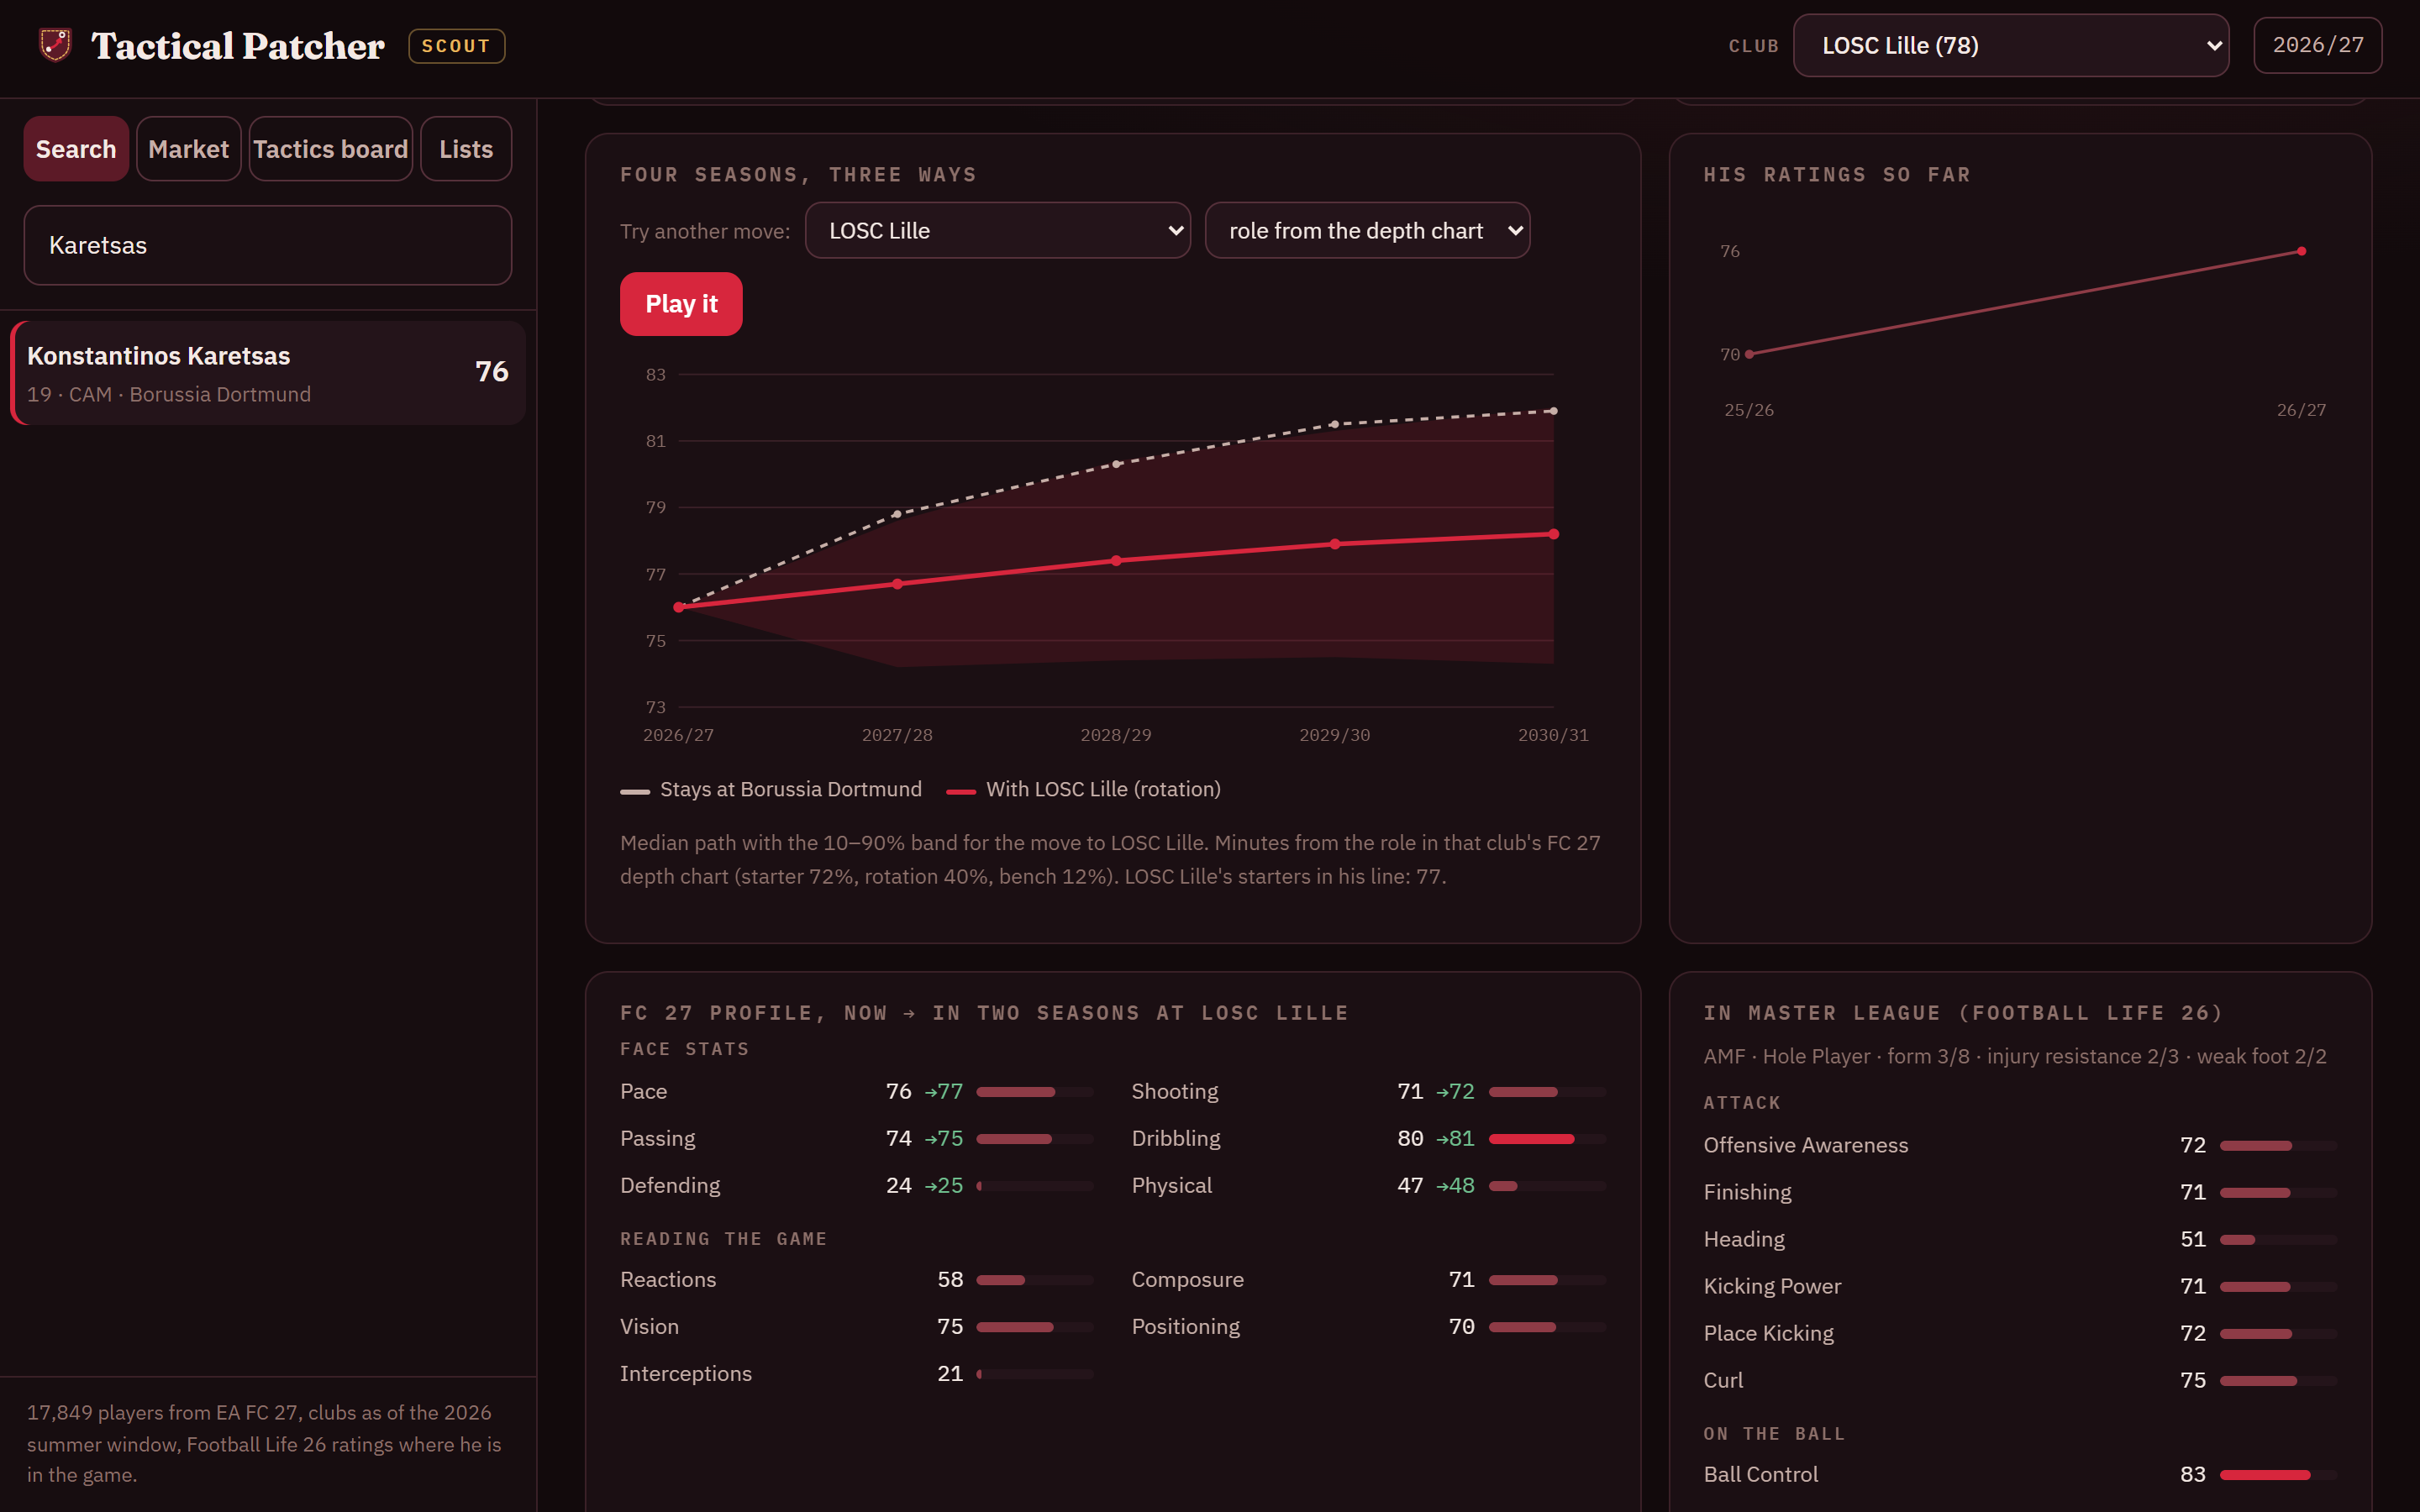 Tactical Patcher
SCOUT
CLUB
LOSC Lille (78)
2026/27
Search
Market
Tactics board
Lists
Karetsas
Konstantinos Karetsas
19 · CAM · Borussia Dortmund
76
17,849 players from EA FC 27, clubs as of the 2026
summer window, Football Life 26 ratings where he is
in the game.
FOUR SEASONS, THREE WAYS
Try another move:
LOSC Lille
role from the depth chart
Play it
83
81
79
77
75
73
2026/27
2027/28
2028/29
2029/30
2030/31
Stays at Borussia Dortmund
With LOSC Lille (rotation)
Median path with the 10–90% band for the move to LOSC Lille. Minutes from the role in that club's FC 27
depth chart (starter 72%, rotation 40%, bench 12%). LOSC Lille's starters in his line: 77.
HIS RATINGS SO FAR
76
70
25/26
26/27
FC 27 PROFILE, NOW → IN TWO SEASONS AT LOSC LILLE
FACE STATS
Pace 76 →77
Shooting 71 →72
Passing 74 →75
Dribbling 80 →81
Defending 24 →25
Physical 47 →48
READING THE GAME
Reactions 58
Composure 71
Vision 75
Positioning 70
Interceptions 21
IN MASTER LEAGUE (FOOTBALL LIFE 26)
AMF · Hole Player · form 3/8 · injury resistance 2/3 · weak foot 2/2
ATTACK
Offensive Awareness 72
Finishing 71
Heading 51
Kicking Power 71
Place Kicking 72
Curl 75
ON THE BALL
Ball Control 83